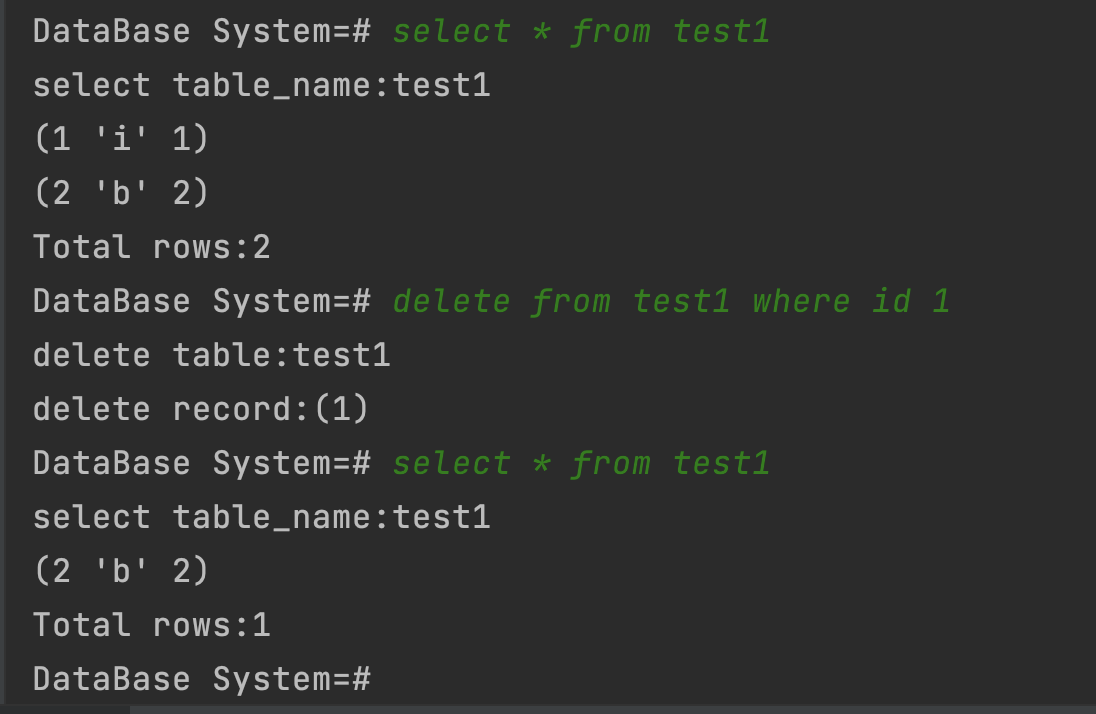 DataBase System=# select * from test1
select table_name:test1
(1 'i' 1)
(2 'b' 2)
Total rows:2
DataBase System=# delete from test1 where id 1
delete table:test1
delete record:(1)
DataBase System=# select * from test1
select table_name:test1
(2 'b' 2)
Total rows:1
DataBase System=#